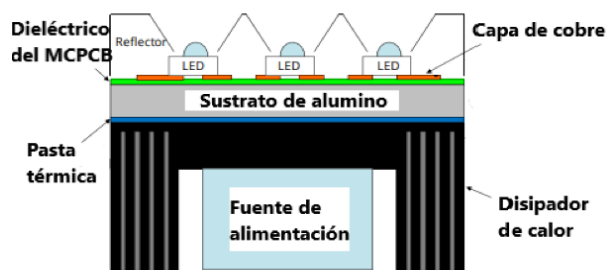 Dieléctrico
del MCPCB
Reflector
Capa de cobre
LED
LED
LED
Sustrato de alumino
Pasta
térmica
Fuente de
alimentación
Disipador
de calor